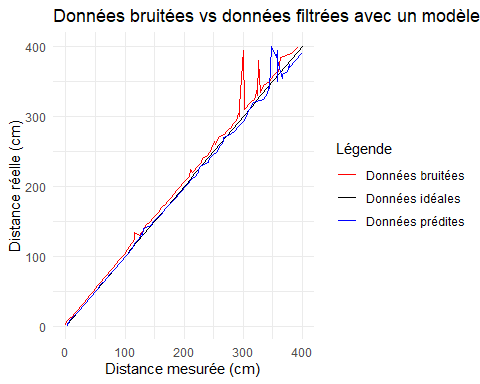 Données bruitées vs données filtrées avec un modèle
Distance réelle (cm)
400
300
200
100
0
0 100 200 300 400
Distance mesurée (cm)
Légende
Données bruitées
Données idéales
Données prédites